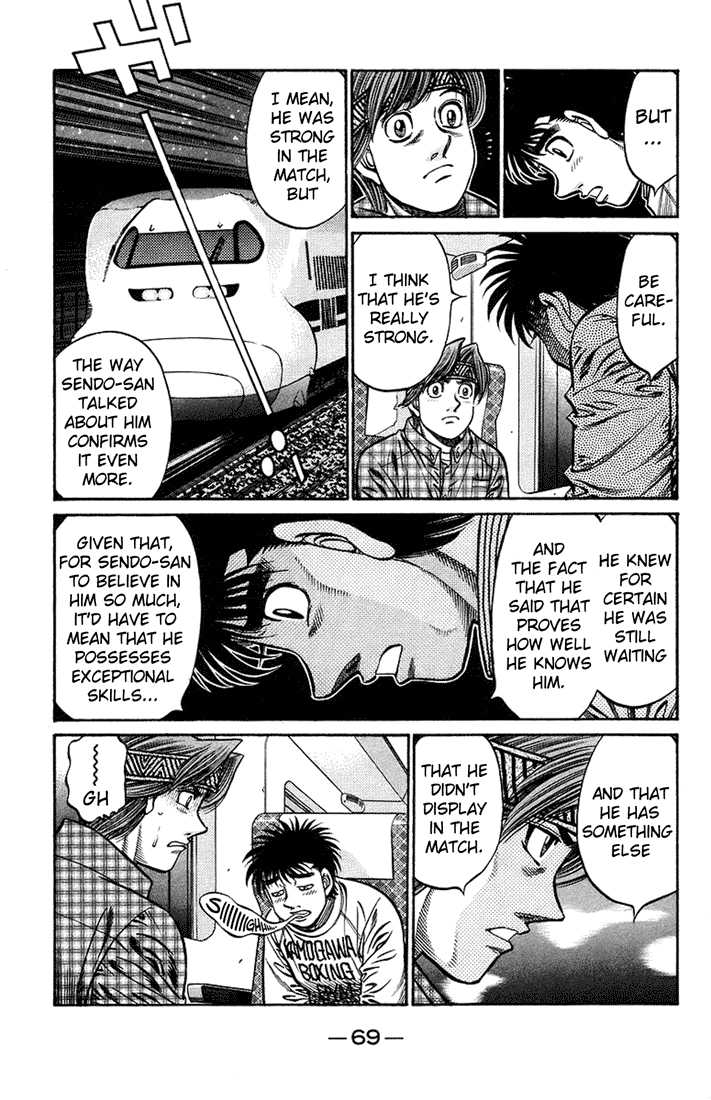 BUT
...
BE
CARE-
FUL.
I THINK
THAT HE'S
REALLY
STRONG.
I MEAN,
HE WAS
STRONG
IN THE
MATCH,
BUT
THE WAY
SENDO-SAN
TALKED
ABOUT HIM
CONFIRMS
IT EVEN
MORE.
HE KNEW
FOR
CERTAIN
HE WAS
STILL
WAITING
AND
THE FACT
THAT HE
SAID THAT
PROVES
HOW WELL
HE KNOWS
HIM.
GIVEN THAT,
FOR SENDO-SAN
TO BELIEVE IN
HIM SO MUCH,
IT'D HAVE TO
MEAN THAT HE
POSSESSES
EXCEPTIONAL
SKILLS...
AND THAT
HE HAS
SOMETHING
ELSE
THAT HE
DIDN'T
DISPLAY
IN THE
MATCH.
SIIIIIGHH
KAMOGAWA
BOXING
GH
—69—